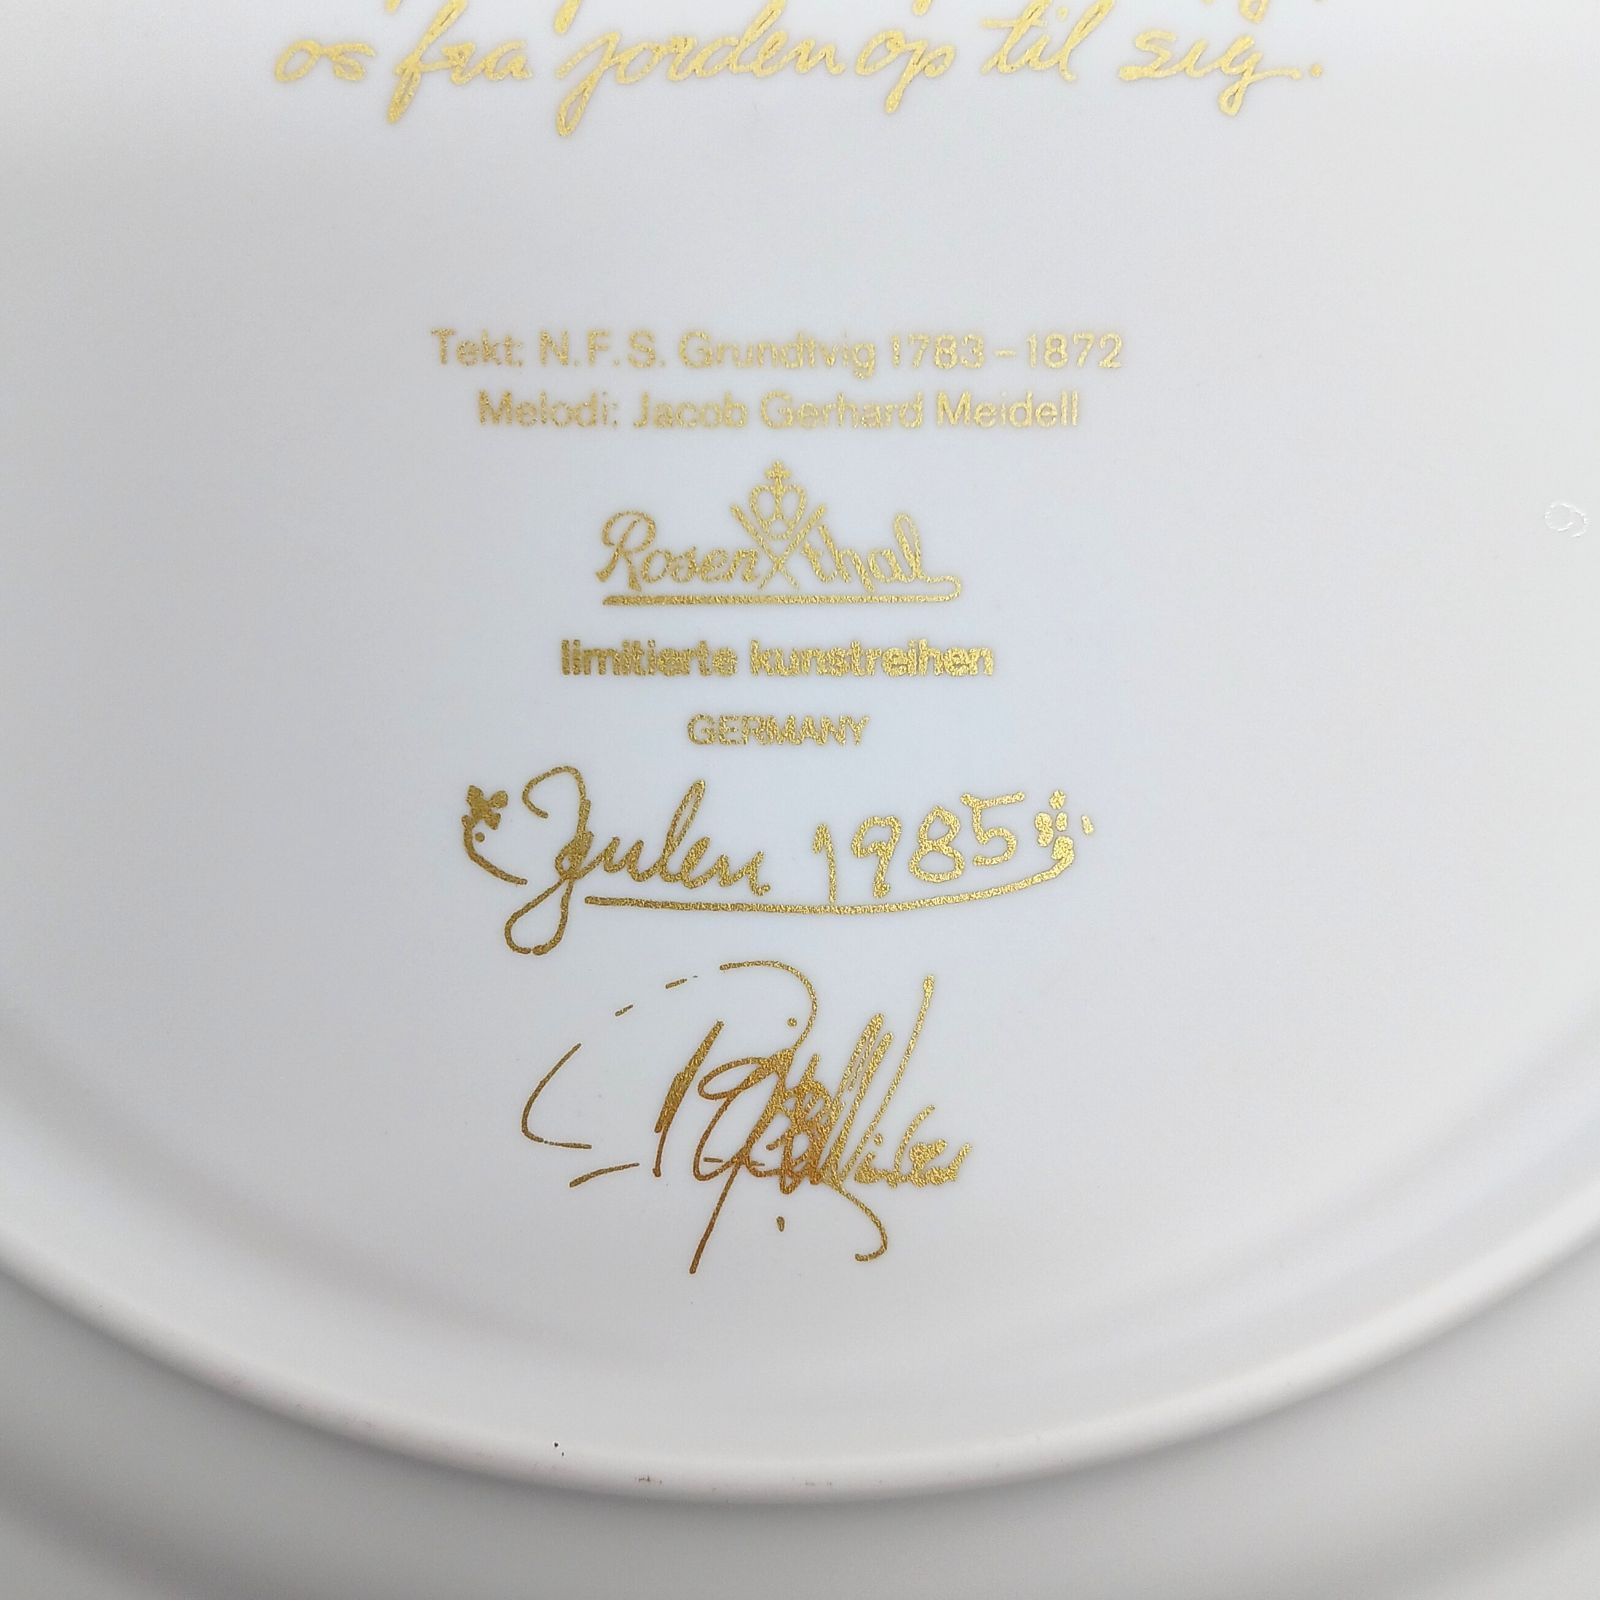 os fra jorden op til sig.
Tekt: N.F.S. Grundtvig 1783-1872
Melodi: Jacob Gerhard Meidell
Rosenthal
limitierte kunstreihen
GERMANY
Julen 1985